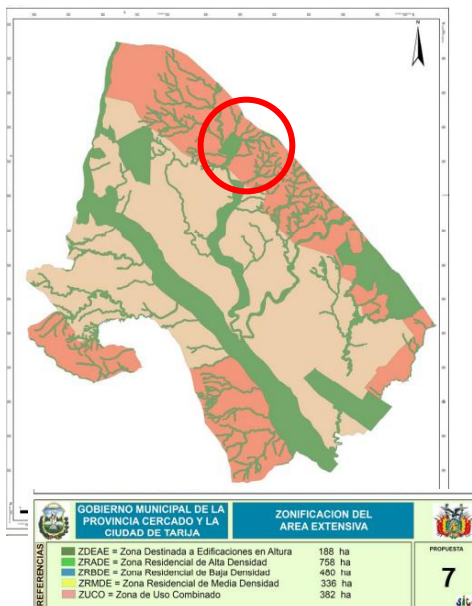 N
GOBIERNO MUNICIPAL DE LA
PROVINCIA CERCADO Y LA
CIUDAD DE TARIJA
ZONIFICACION DEL
AREA EXTENSIVA
REFERENCIAS
ZDEAE = Zona Destinada a Edificaciones en Altura 188 ha
ZRADE = Zona Residencial de Alta Densidad 758 ha
ZRBDE = Zona Residencial de Baja Densidad 480 ha
ZRMDE = Zona Residencial de Media Densidad 336 ha
ZUCO = Zona de Uso Combinado 382 ha
PROPUESTA
7